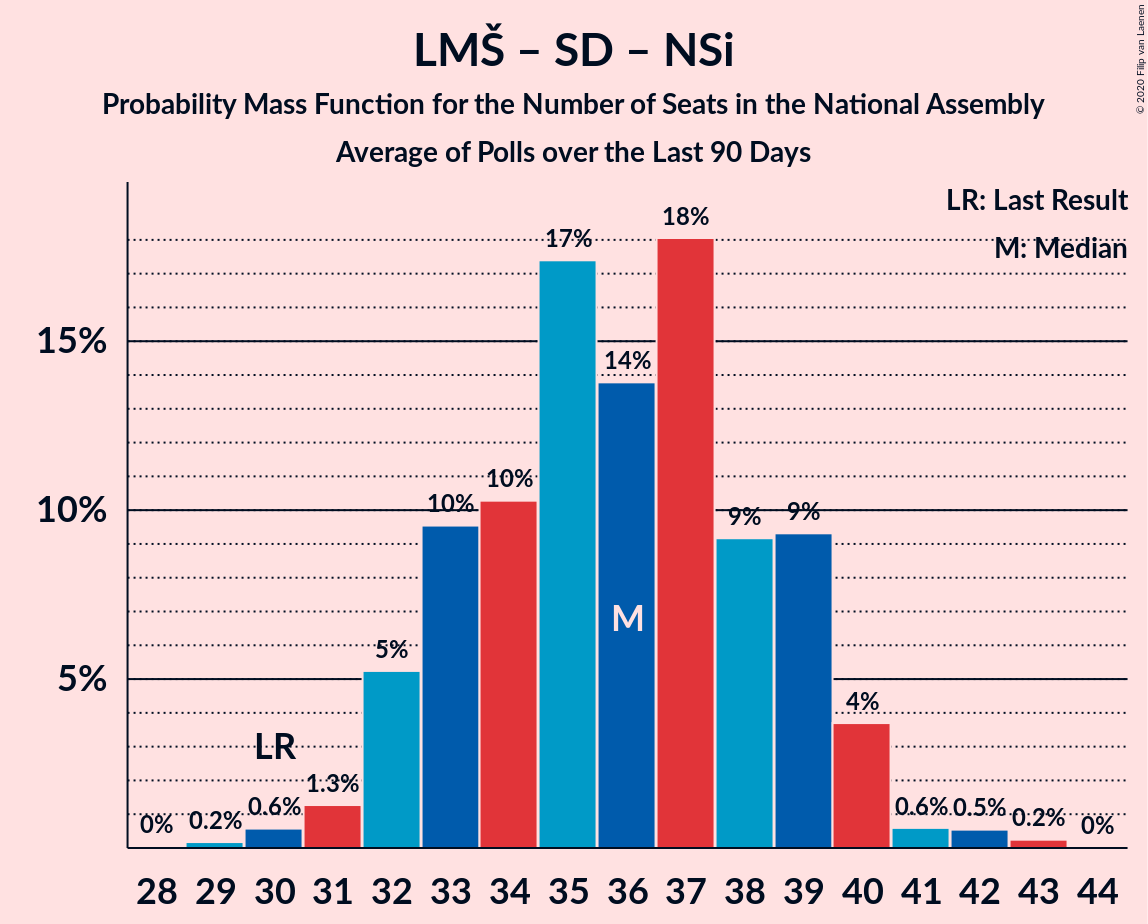 LMŠ – SD – NSi
Probability Mass Function for the Number of Seats in the National Assembly
Average of Polls over the Last 90 Days
© 2020 Filip van Laenen
LR: Last Result
M: Median
15%
10%
5%
0%
0.2%
0.6%
LR
1.3%
5%
10%
10%
17%
14%
M
18%
9%
9%
4%
0.6%
0.5%
0.2%
0%
28 29 30 31 32 33 34 35 36 37 38 39 40 41 42 43 44